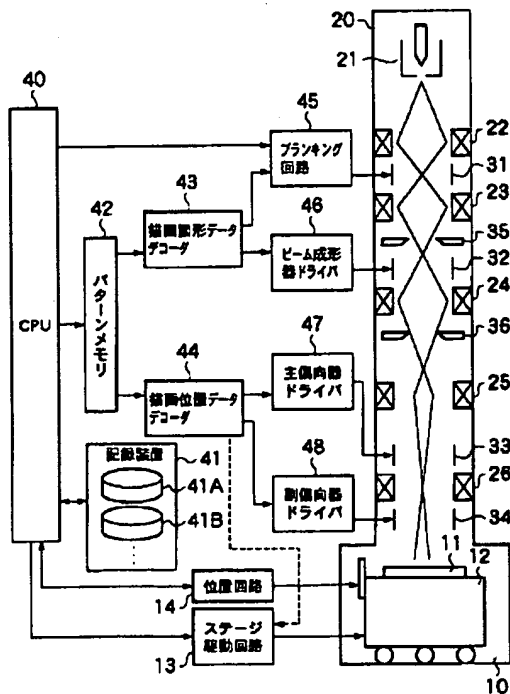 20
21
40
45
ブランキング
回路
22
31
43
23
42
描画図形データ
デコーダ
46
35
ビーム成形
器ドライバ
32
24
CPU
パターンメモリ
47
36
44
主偏向器
ドライバ
25
描画位置データ
デコーダ
記録装置
41
48
33
41A
副偏向器
ドライバ
26
41B
34
11
12
位置回路
14
ステージ
駆動回路
13
10